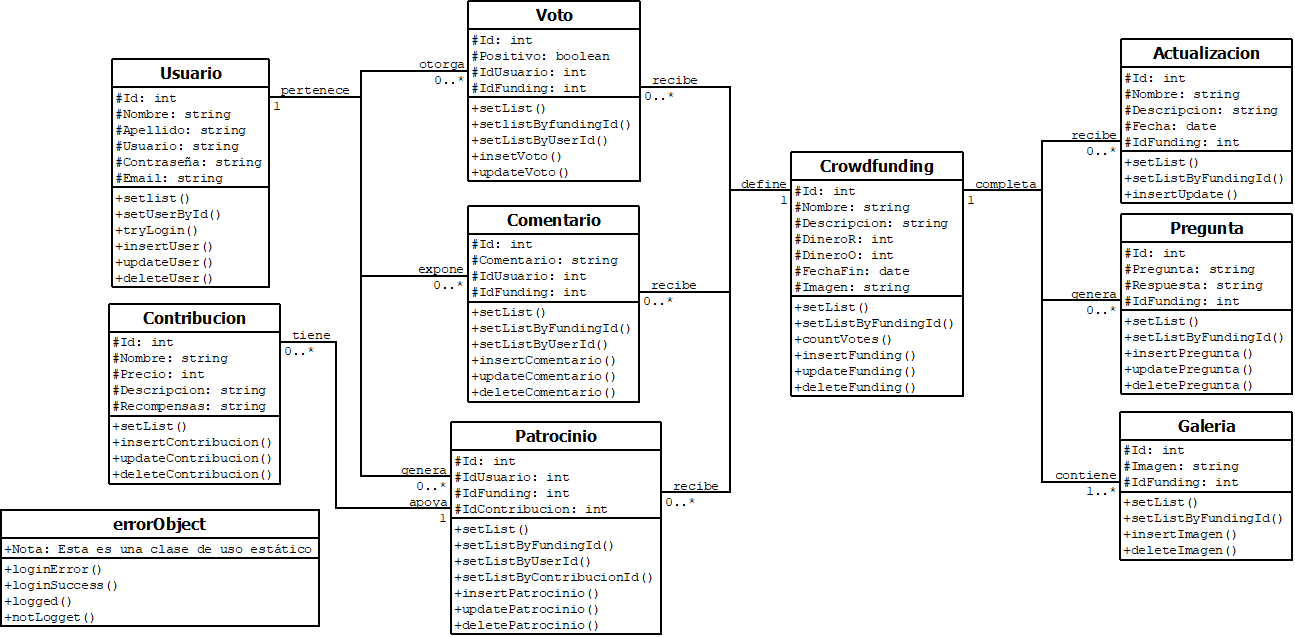 Voto
#Id: int
#Positivo: boolean
#IdUsuario: int
#IdFunding: int
+setList()
+setlistByfundingId()
+setListByUserId()
+insetVoto()
+updateVoto()
Usuario
#Id: int
#Nombre: string
#Apellido: string
#Usuario: string
#Contraseña: string
#Email: string
+setlist()
+setUserById()
+tryLogin()
+insertUser()
+updateUser()
+deleteUser()
pertenece
1
otorga
0..*
recibe
0..*
Comentario
#Id: int
#Comentario: string
#IdUsuario: int
#IdFunding: int
+setList()
+setListByFundingId()
+setListByUserId()
+insertComentario()
+updateComentario()
+deleteComentario()
expone
0..*
recibe
0..*
Contribucion
#Id: int
#Nombre: string
#Precio: int
#Descripcion: string
#Recompensas: string
+setList()
+insertContribucion()
+updateContribucion()
+deleteContribucion()
tiene
0..*
Patrocinio
#Id: int
#IdUsuario: int
#IdFunding: int
#IdContribucion: int
+setList()
+setListByFundingId()
+setListByUserId()
+setListByContribucionId()
+insertPatrocinio()
+updatePatrocinio()
+deletePatrocinio()
genera
0..*
apoya
1
recibe
0..*
errorObject
+Nota: Esta es una clase de uso estático
+loginError()
+loginSuccess()
+logged()
+notLogget()
define
1
Crowdfunding
#Id: int
#Nombre: string
#Descripcion: string
#DineroR: int
#DineroO: int
#FechaFin: date
#Imagen: string
+setList()
+setListByFundingId()
+countVotes()
+insertFunding()
+updateFunding()
+deleteFunding()
completa
1
Actualizacion
#Id: int
#Nombre: string
#Descripcion: string
#Fecha: date
#IdFunding: int
+setList()
+setListByFundingId()
+insertUpdate()
recibe
0..*
Pregunta
#Id: int
#Pregunta: string
#Respuesta: string
#IdFunding: int
+setList()
+setListByFundingId()
+insertPregunta()
+updatePregunta()
+deletePregunta()
genera
0..*
Galeria
#Id: int
#Imagen: string
#IdFunding: int
+setList()
+setListByFundingId()
+insertImagen()
+deleteImagen()
contiene
1..*